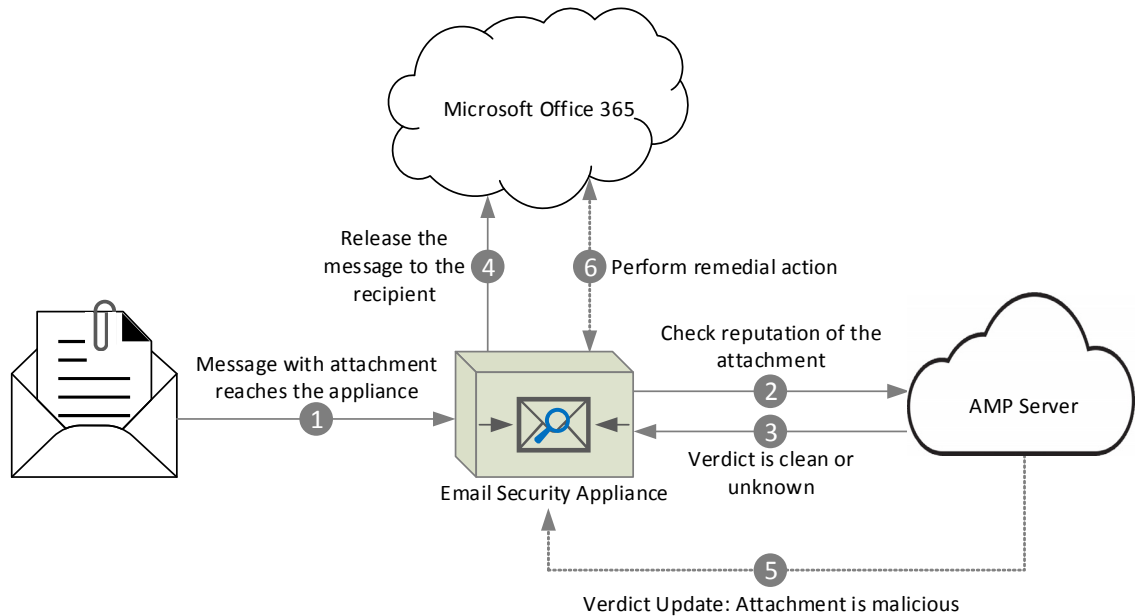 Microsoft Office 365
Release the
message to the
recipient
4
6
Perform remedial action
Message with attachment
reaches the appliance
1
Check reputation of the
attachment
2
AMP Server
3
Verdict is clean or
unknown
Email Security Appliance
5
Verdict Update: Attachment is malicious